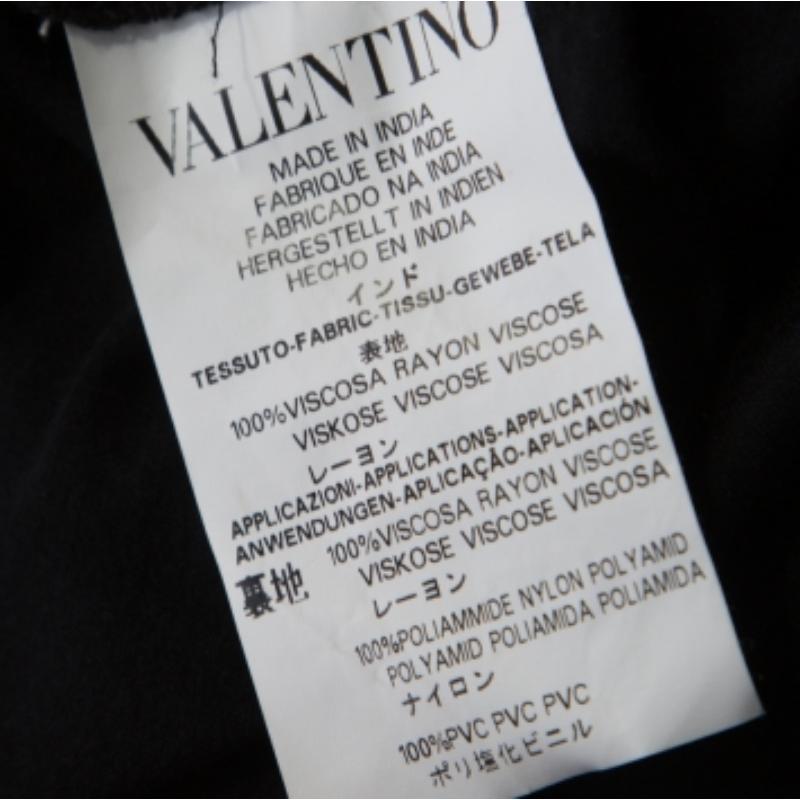 VALENTINO
MADE IN INDIA
FABRIQUE EN INDE
FABRICADO NA INDIA
HERGESTELLT IN INDIEN
HECHO EN INDIA
インド
TESSUTO-FABRIC-TISSU-GEWEBE-TELA
表地
100%VISCOSA RAYON VISCOSE
VISKOSE VISCOSE VISCOSA
レーヨン
APPLICAZIONI-APPLICATIONS-APPLICATION-
ANWENDUNGEN-APLICAÇÃO-APLICACIÓN
裏地
100%VISCOSA RAYON VISCOSE
VISKOSE VISCOSE VISCOSA
レーヨン
100%POLIAMMIDE NYLON POLYAMID
POLYAMID POLIAMIDA POLIAMIDA
ナイロン
100%PVC PVC PVC
ポリ塩化ビニル